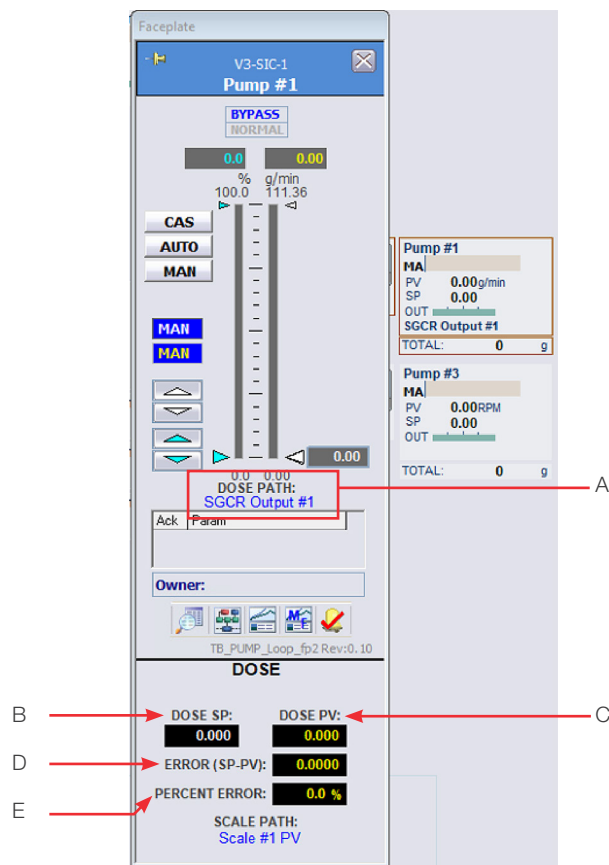 Faceplate
V3-SIC-1
Pump #1
BYPASS
NORMAL
0.0 0.00
% g/min
100.0 111.36
CAS
AUTO
MAN
MAN
MAN
0.00
0.0 0.00
DOSE PATH:
SGCR Output #1
Ack Param
Owner:
TB_PUMP_Loop_fp2 Rev:0.10
DOSE
DOSE SP: DOSE PV:
0.000 0.000
ERROR (SP-PV): 0.0000
PERCENT ERROR: 0.0 %
SCALE PATH:
Scale #1 PV
Pump #1
MA
PV 0.00g/min
SP 0.00
OUT
SGCR Output #1
TOTAL: 0 g
Pump #3
MA
PV 0.00RPM
SP 0.00
OUT
TOTAL: 0 g
A
B
C
D
E